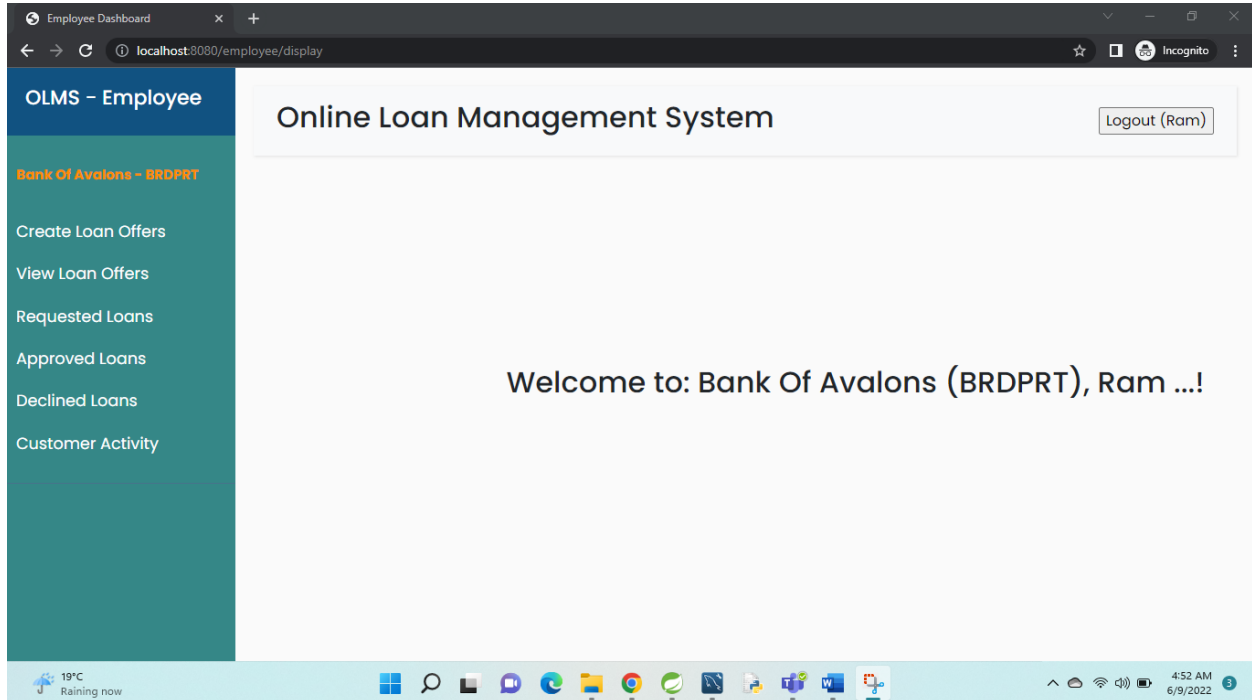 Employee Dashboard
localhost:8080/employee/display
Incognito
OLMS - Employee
Online Loan Management System
Logout (Ram)
Bank Of Avalons - BRDPRT
Create Loan Offers
View Loan Offers
Requested Loans
Approved Loans
Declined Loans
Customer Activity
Welcome to: Bank Of Avalons (BRDPRT), Ram ...!
19°C
Raining now
4:52 AM
6/9/2022
3